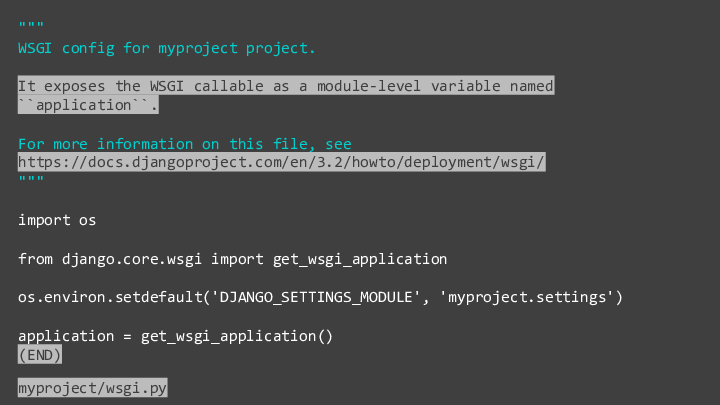 """
WSGI config for myproject project.
It exposes the WSGI callable as a module-level variable named
``application``.
For more information on this file, see
https://docs.djangoproject.com/en/3.2/howto/deployment/wsgi/
"""
import os
from django.core.wsgi import get_wsgi_application
os.environ.setdefault('DJANGO_SETTINGS_MODULE', 'myproject.settings')
application = get_wsgi_application()
(END)
myproject/wsgi.py